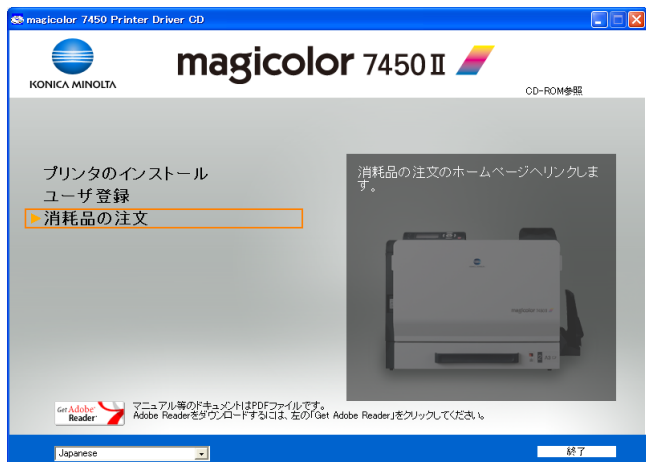 magicolor 7450 Printer Driver CD
KONICA MINOLTA
magicolor 7450 II
CD-ROM参照
プリンタのインストール
ユーザ登録
消耗品の注文
消耗品の注文のホームページへリンクしま
す。
Get Adobe
Reader
マニュアル等のドキュメントはPDFファイルです。
Adobe Readerをダウンロードするには、左の「Get Adobe Reader」をクリックしてください。
Japanese
終了